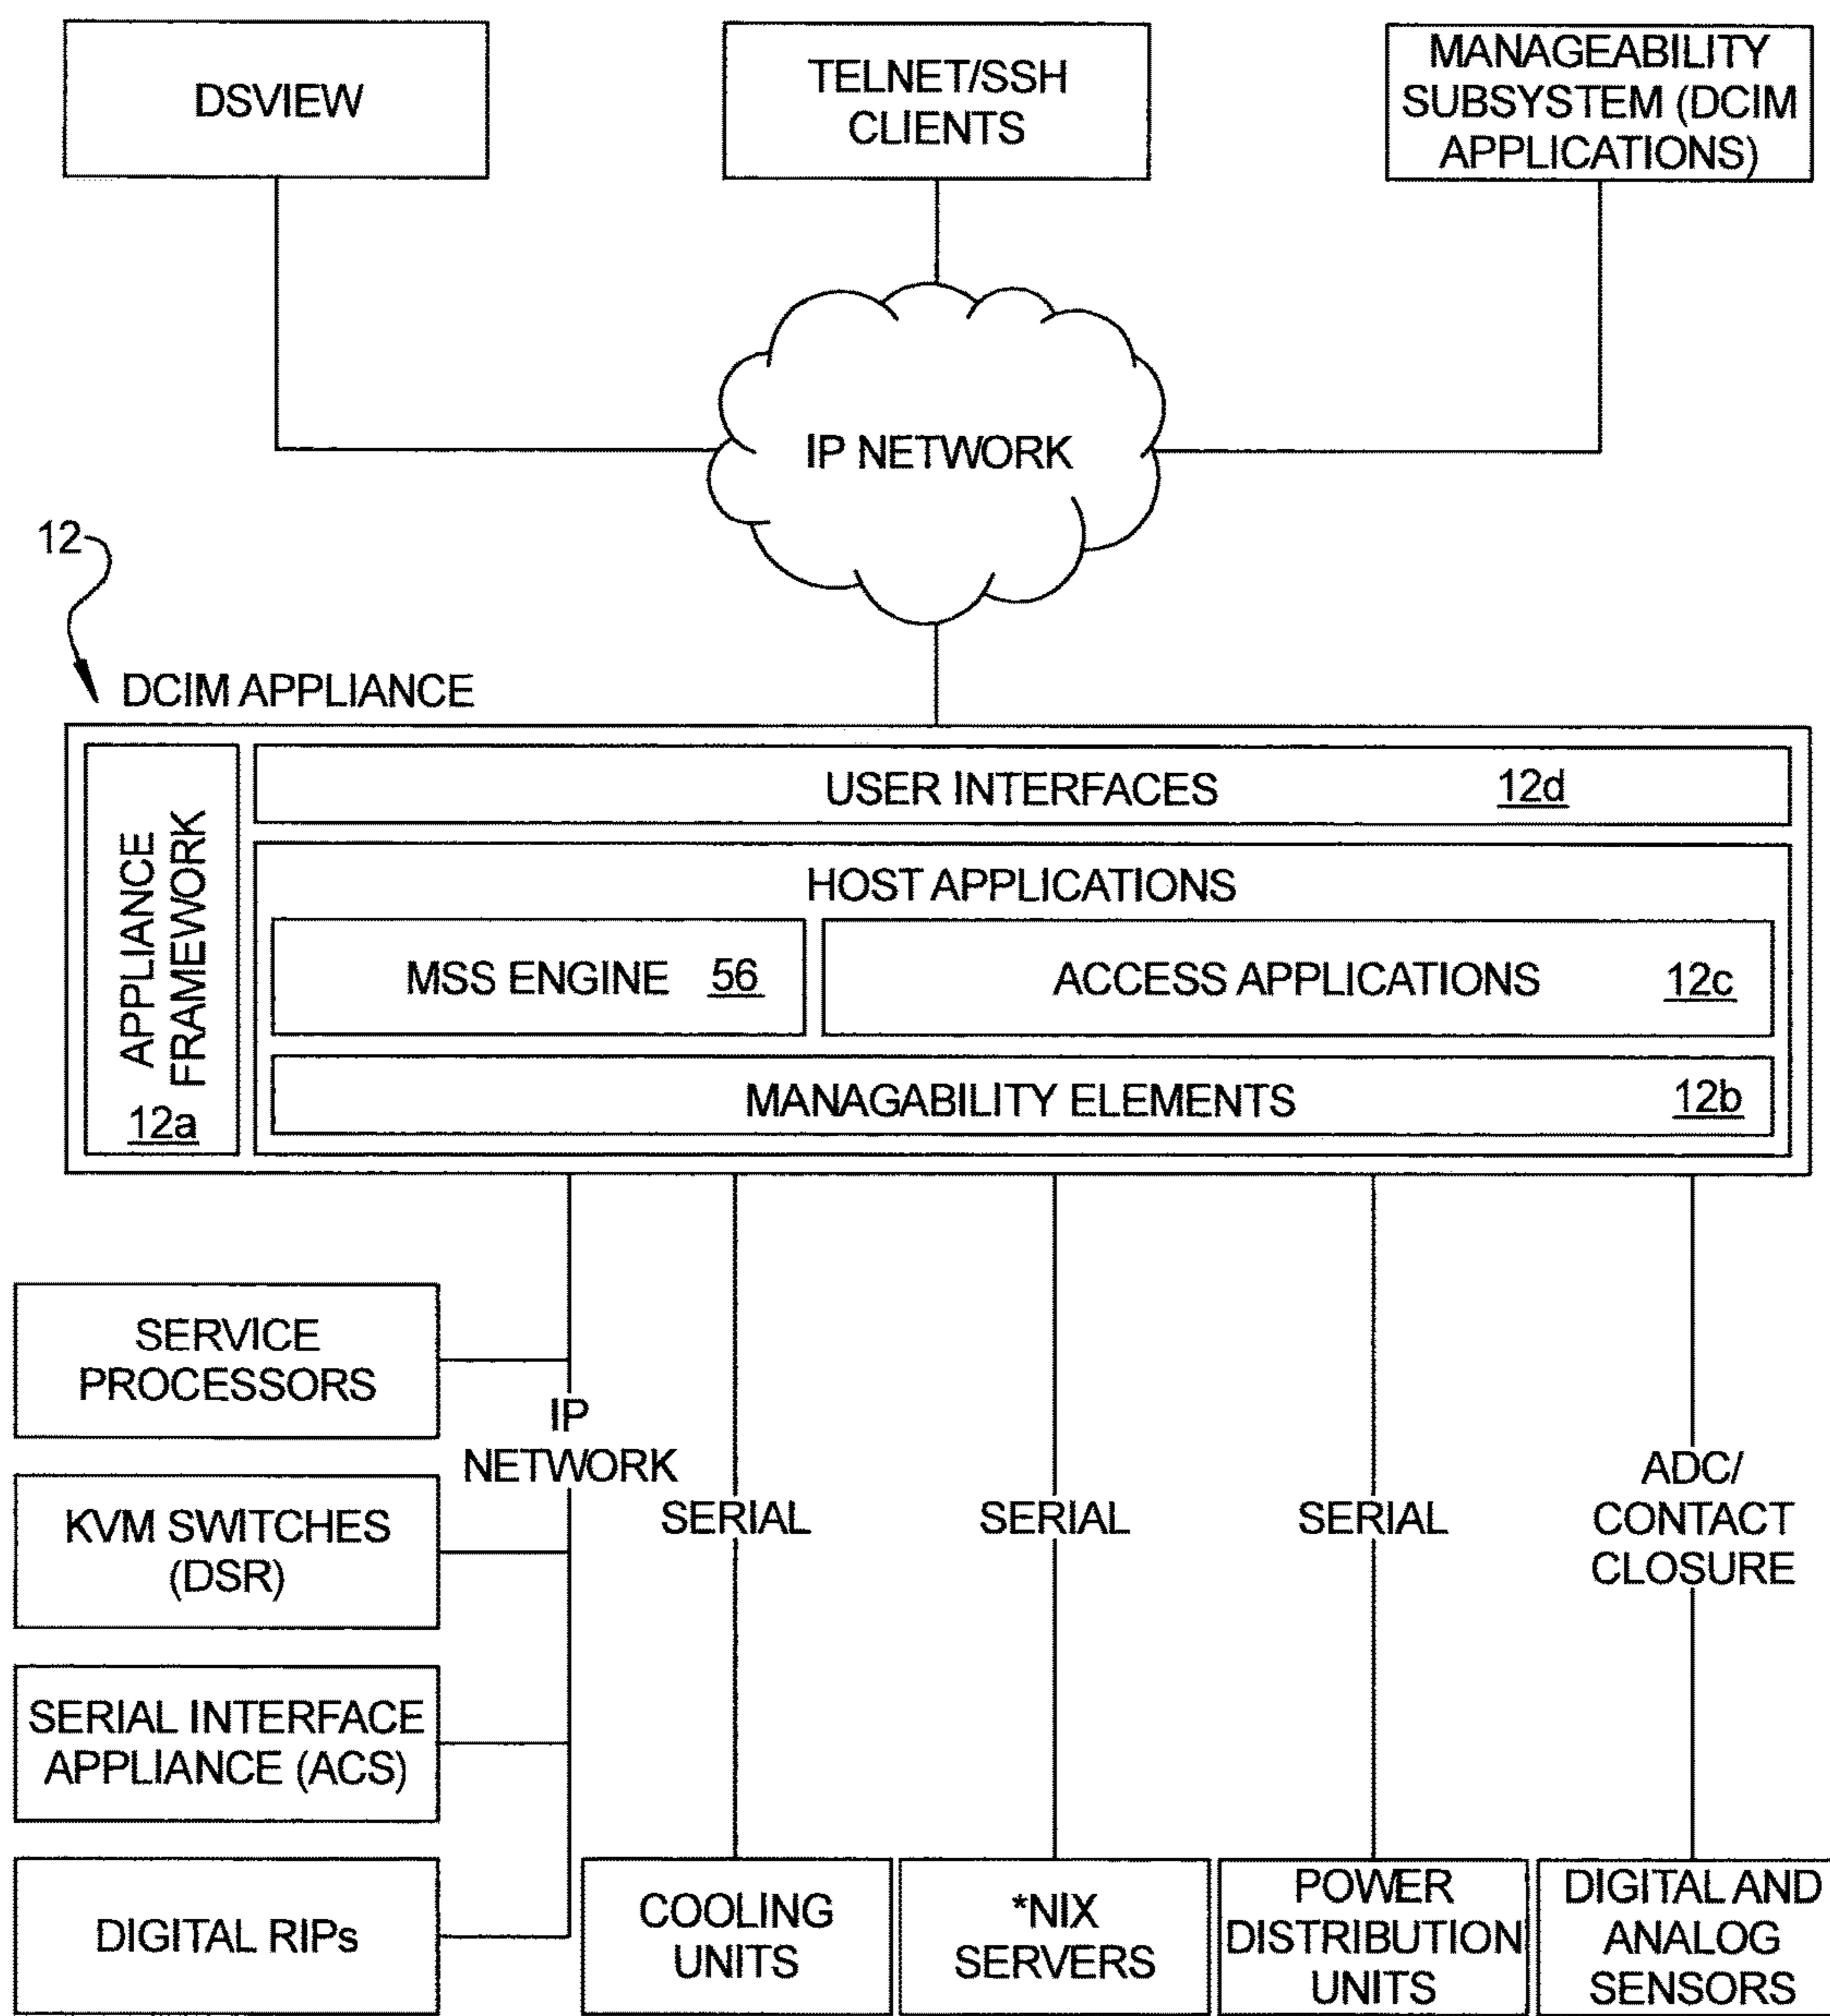 DSVIEW
TELNET/SSH
CLIENTS
MANAGEABILITY
SUBSYSTEM (DCIM
APPLICATIONS)
IP NETWORK
12
DCIM APPLIANCE
APPLIANCE
FRAMEWORK
12a
USER INTERFACES 12d
HOST APPLICATIONS
MSS ENGINE 56
ACCESS APPLICATIONS 12c
MANAGABILITY ELEMENTS 12b
SERVICE
PROCESSORS
KVM SWITCHES
(DSR)
SERIAL INTERFACE
APPLIANCE (ACS)
DIGITAL RIPs
IP
NETWORK
SERIAL
SERIAL
SERIAL
ADC/
CONTACT
CLOSURE
COOLING
UNITS
*NIX
SERVERS
POWER
DISTRIBUTION
UNITS
DIGITAL AND
ANALOG
SENSORS